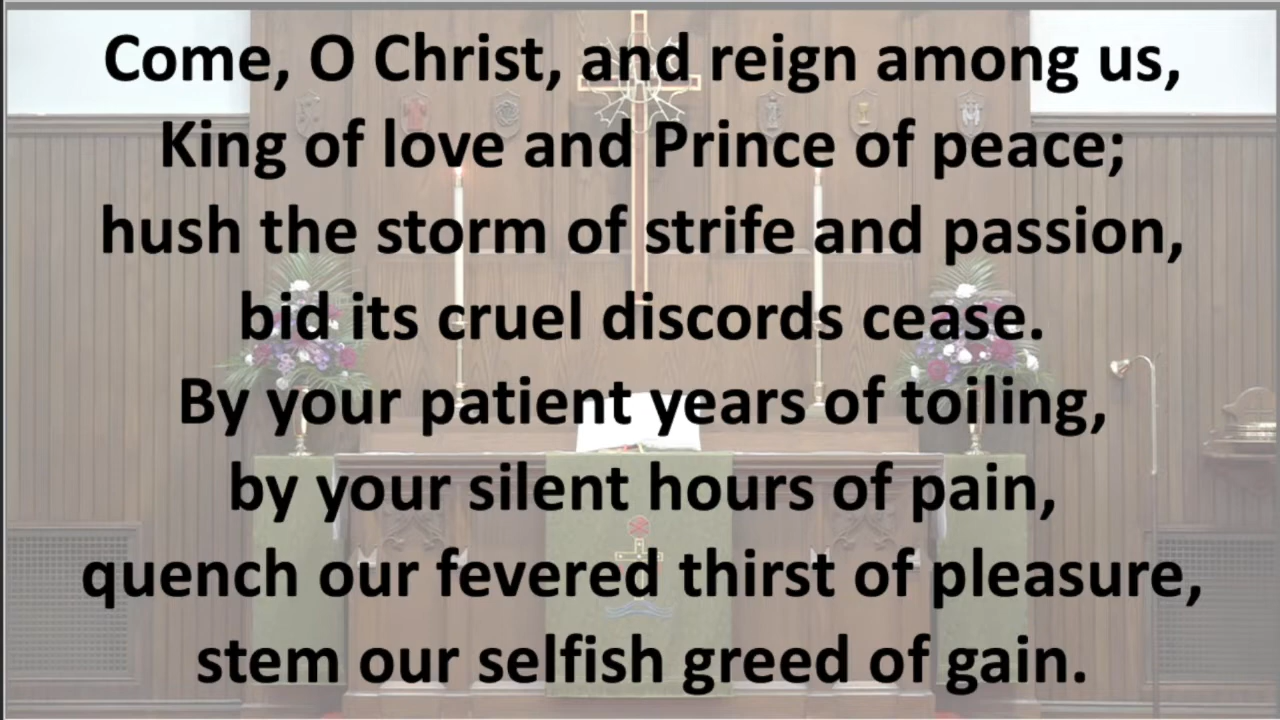 Come, O Christ, and reign among us,
King of love and Prince of peace;
hush the storm of strife and passion,
bid its cruel discords cease.
By your patient years of toiling,
by your silent hours of pain,
quench our fevered thirst of pleasure,
stem our selfish greed of gain.